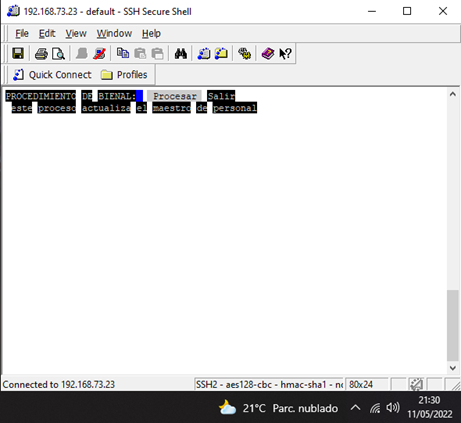 192.168.73.23 - default - SSH Secure Shell
File Edit View Window Help
Quick Connect Profiles
PROCEDIMIENTO DE BIENAL: Procesar Salir
este proceso actualiza el maestro de personal
Connected to 192.168.73.23 SSH2 - aes128-cbc - hmac-sha1 - nc 80x24
21°C Parc. nublado 21:30
11/05/2022